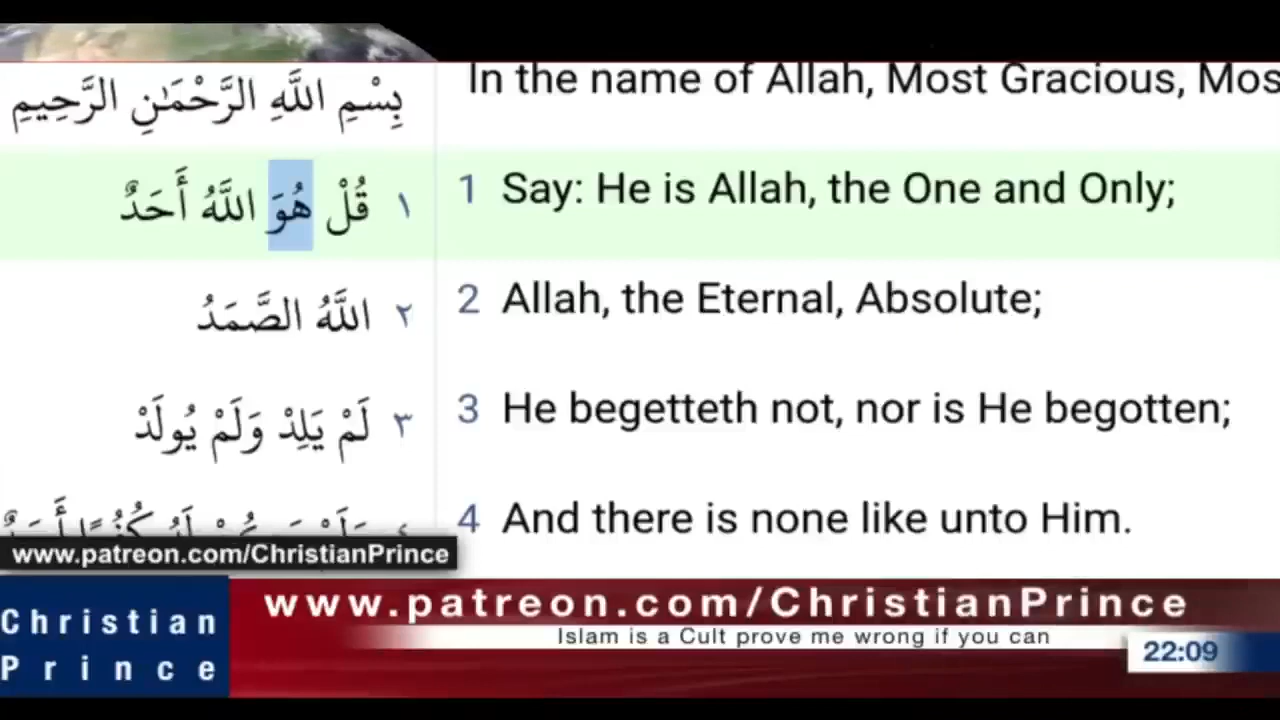 بِسْمِ اللَّهِ الرَّحْمَٰنِ الرَّحِيمِ
In the name of Allah, Most Gracious, Mos
١ قُلْ هُوَ اللَّهُ أَحَدٌ
1 Say: He is Allah, the One and Only;
٢ اللَّهُ الصَّمَدُ
2 Allah, the Eternal, Absolute;
٣ لَمْ يَلِدْ وَلَمْ يُولَدْ
3 He begetteth not, nor is He begotten;
4 And there is none like unto Him.
www.patreon.com/ChristianPrince
Christian
Prince
www.patreon.com/ChristianPrince
Islam is a Cult prove me wrong if you can
22:09